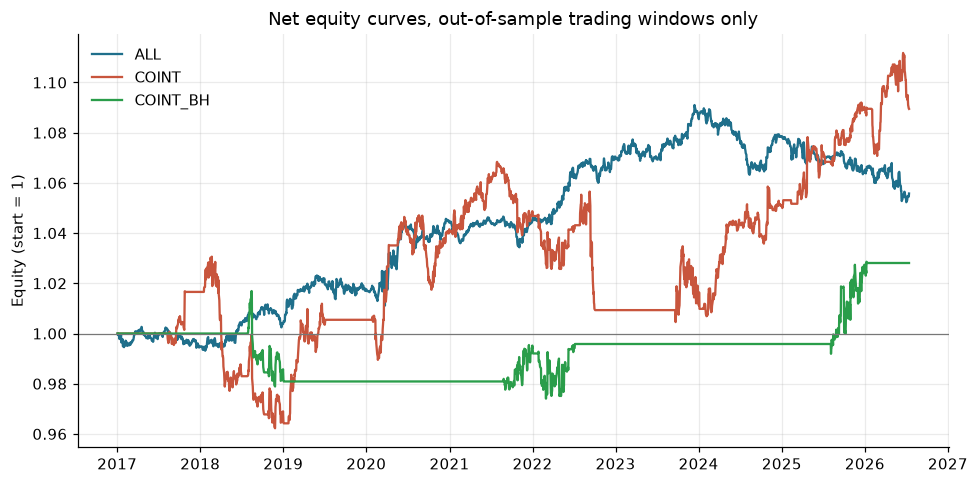 Net equity curves, out-of-sample trading windows only
ALL
COINT
COINT_BH
Equity (start = 1)
1.10
1.08
1.06
1.04
1.02
1.00
0.98
0.96
2017 2018 2019 2020 2021 2022 2023 2024 2025 2026 2027